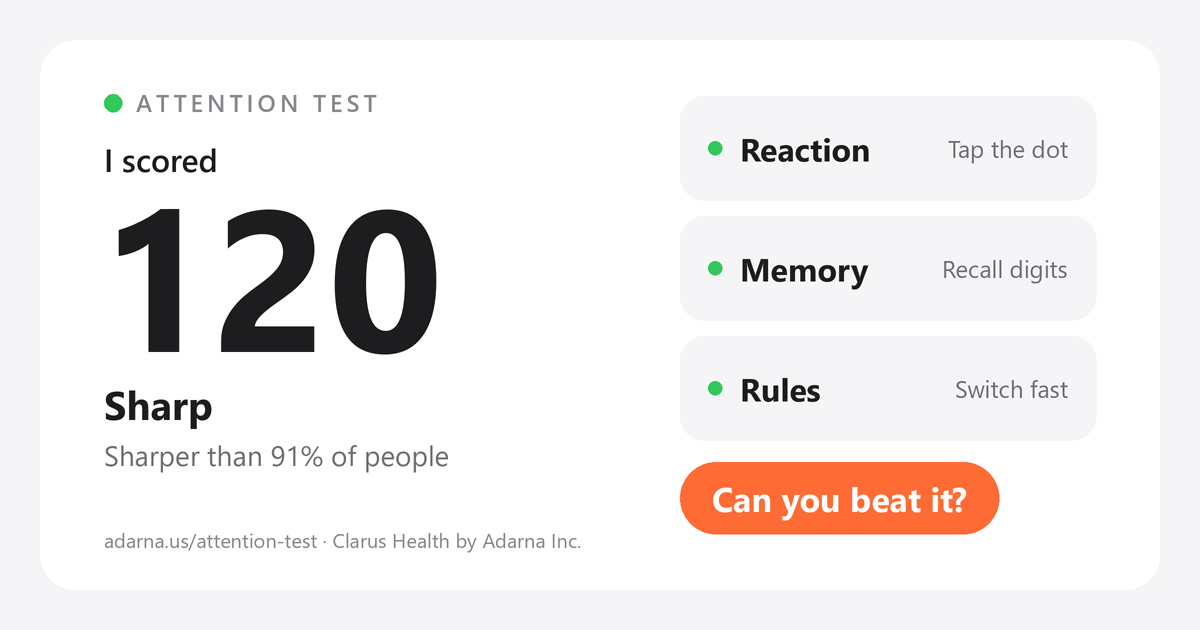 ATTENTION TEST
I scored
120
Sharp
Sharper than 91% of people
adarna.us/attention-test · Clarus Health by Adarna Inc.
Reaction Tap the dot
Memory Recall digits
Rules Switch fast
Can you beat it?